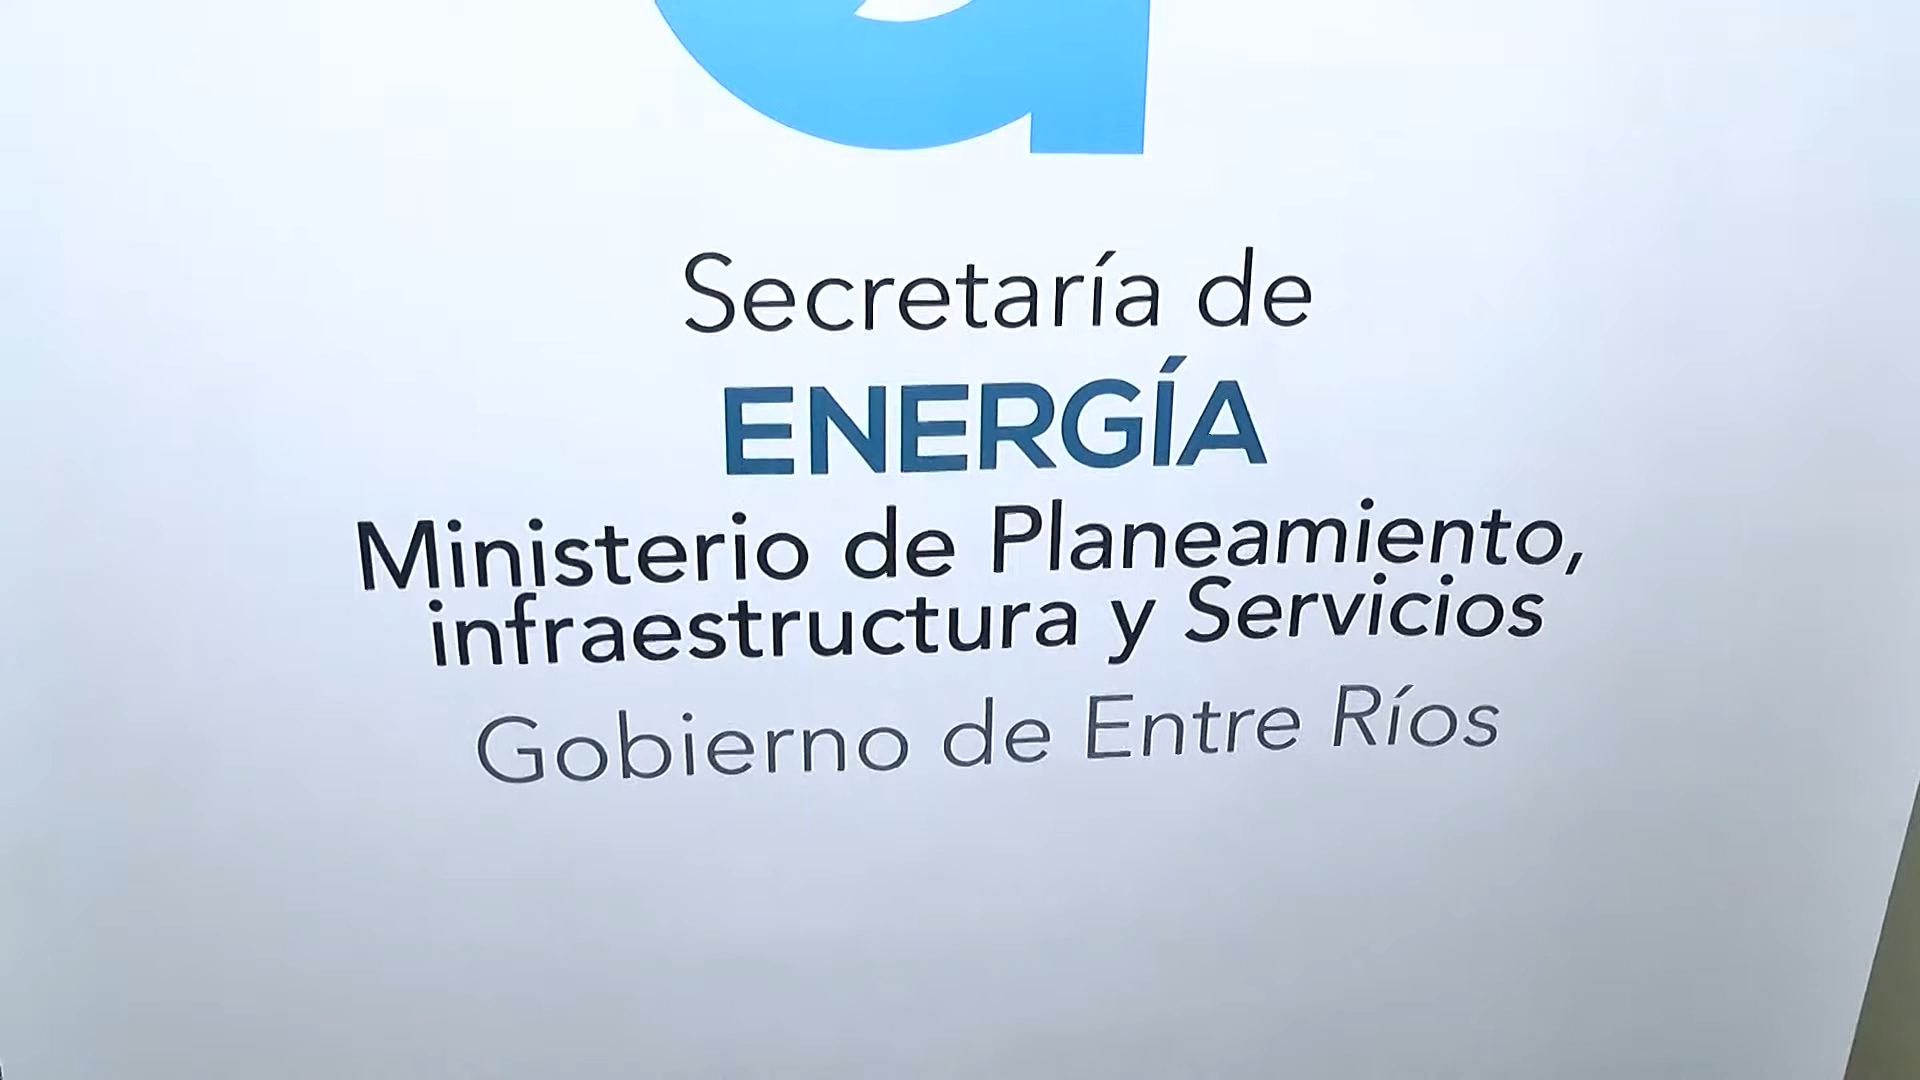 Secretaría de
ENERGÍA
Ministerio de Planeamiento,
infraestructura y Servicios
Gobierno de Entre Ríos